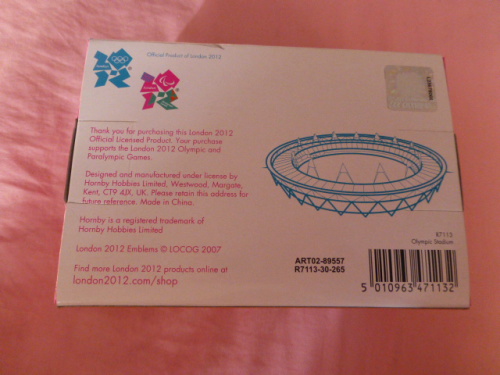 Official Product of London 2012
Thank you for purchasing this London 2012
Official Licensed Product. Your purchase
supports the London 2012 Olympic and
Paralympic Games.
Designed and manufactured under license by
Hornby Hobbies Limited, Westwood, Margate,
Kent, CT9 4JX, UK. Please retain this address for
future reference. Made in China.
Hornby is a registered trademark of
Hornby Hobbies Limited
London 2012 Emblems © LOCOG 2007
Find more London 2012 products online at
london2012.com/shop
R7113
Olympic Stadium
ART02-89557
R7113-30-265
5 010963 471132